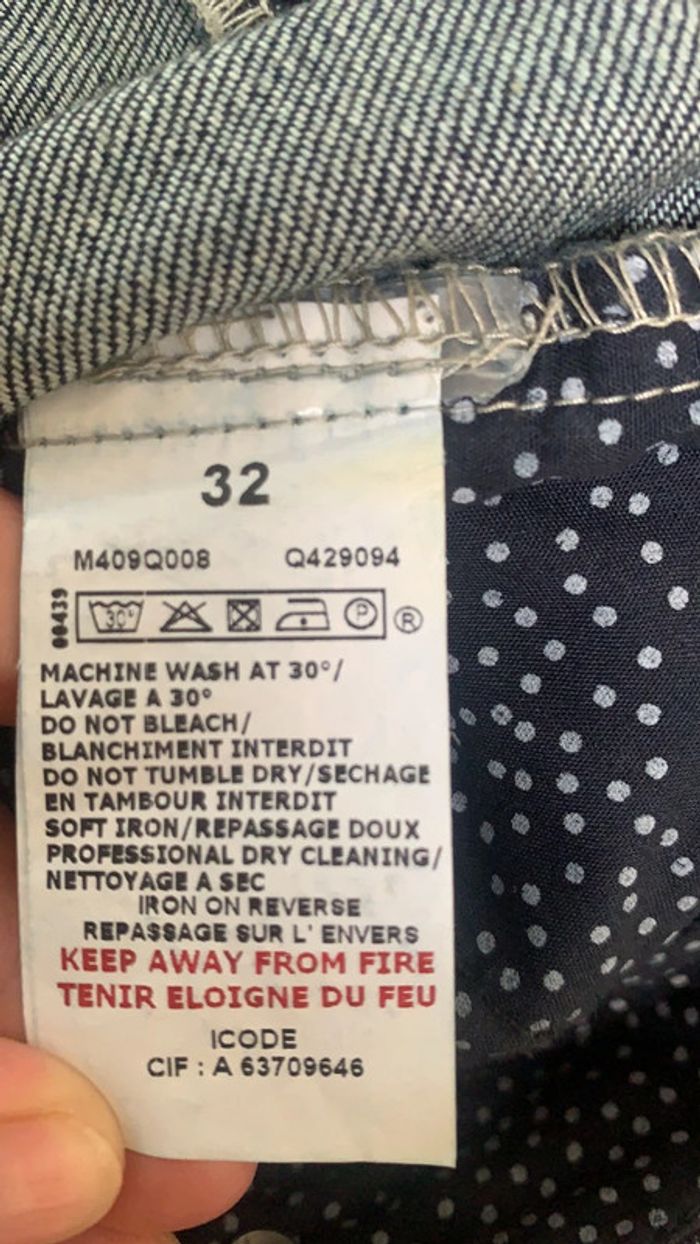 32
M409Q008 Q429094
00439
30° P ®
MACHINE WASH AT 30°/
LAVAGE A 30°
DO NOT BLEACH/
BLANCHIMENT INTERDIT
DO NOT TUMBLE DRY/SECHAGE
EN TAMBOUR INTERDIT
SOFT IRON/REPASSAGE DOUX
PROFESSIONAL DRY CLEANING/
NETTOYAGE A SEC
IRON ON REVERSE
REPASSAGE SUR L' ENVERS
KEEP AWAY FROM FIRE
TENIR ELOIGNE DU FEU
ICODE
CIF : A 63709646